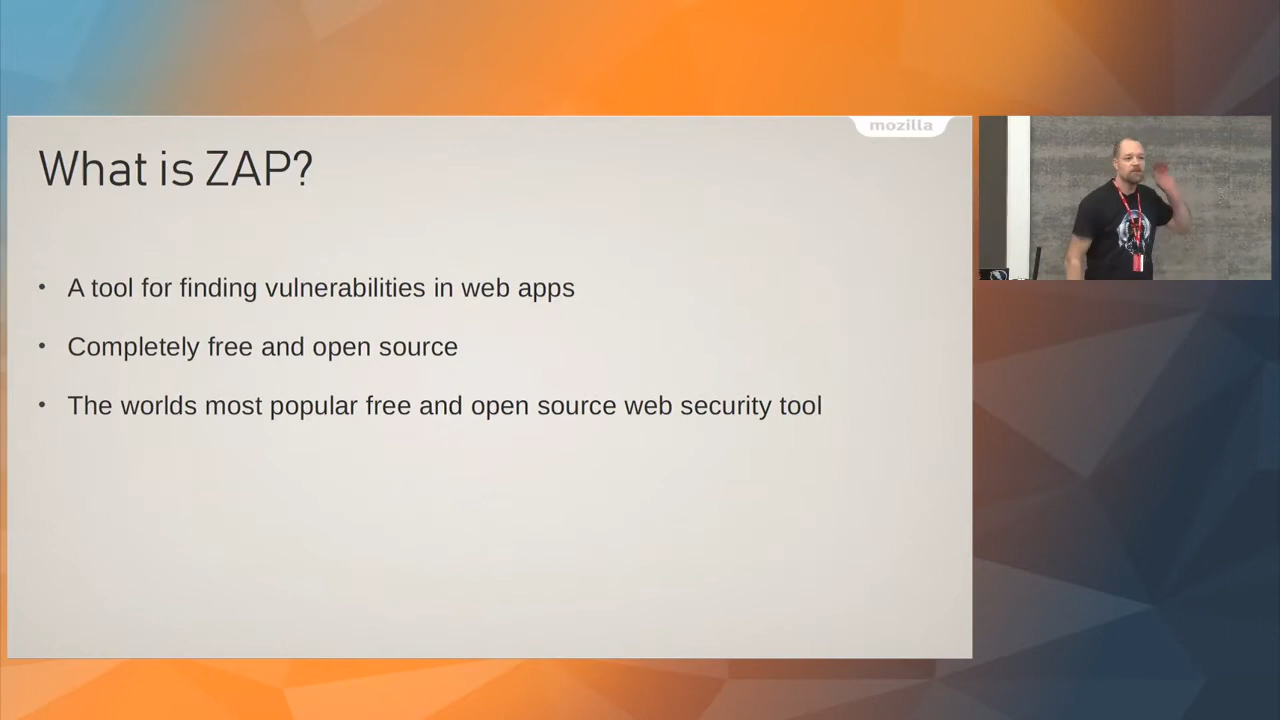 mozilla
What is ZAP?
• A tool for finding vulnerabilities in web apps
• Completely free and open source
• The worlds most popular free and open source web security tool